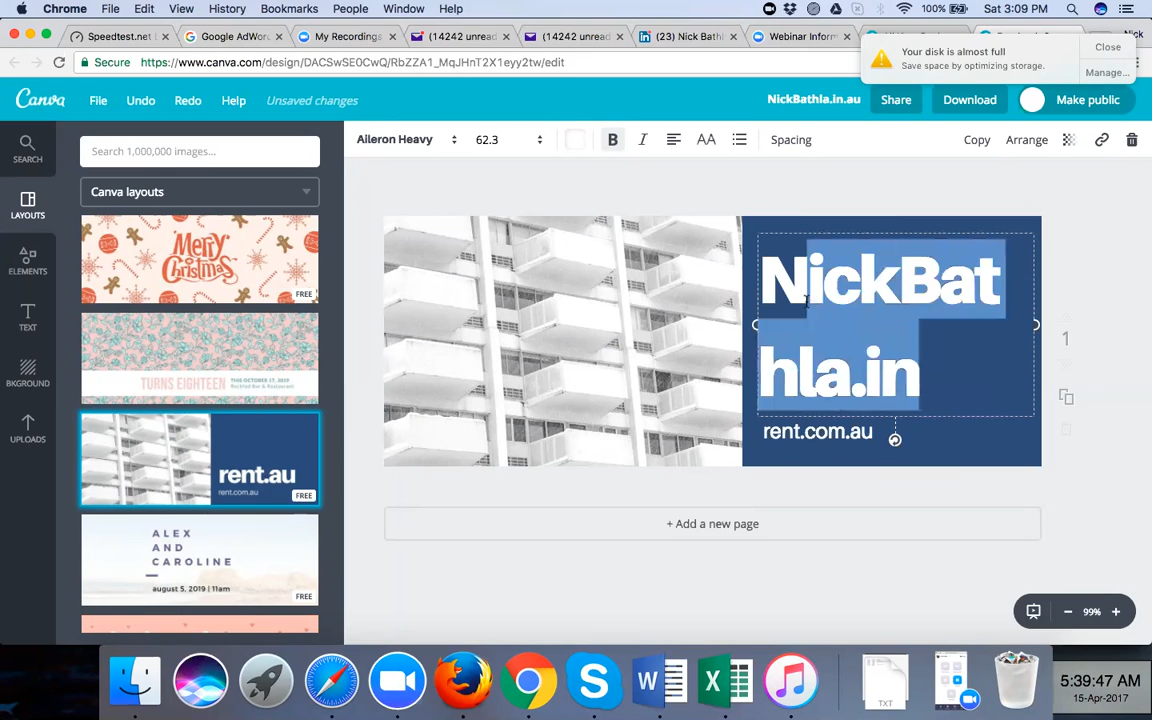 Chrome File Edit View History Bookmarks People Window Help 100% Sat 3:09 PM
Speedtest.net Google AdWor My Recordings (14242 unread (14242 unread (23) Nick Bath Webinar Inform Nick
Secure https://www.canva.com/design/DACSwSE0CwQ/RbZZA1_MqJHnT2X1eyy2tw/edit
Your disk is almost full
Save space by optimizing storage.
Close
Manage...
Canva File Undo Redo Help Unsaved changes NickBathla.in.au Share Download Make public
SEARCH
LAYOUTS
ELEMENTS
TEXT
BKGROUND
UPLOADS
Search 1,000,000 images...
Canva layouts
Merry
Christmas
FREE
TURNS EIGHTEEN
rent.au
rent.com.au
FREE
ALEX
AND
CAROLINE
august 5, 2019 | 11am
FREE
Aileron Heavy 62.3 B I AA Spacing Copy Arrange
NickBat
hla.in
rent.com.au
1
+ Add a new page
99%
TXT
5:39:47 AM
15-Apr-2017